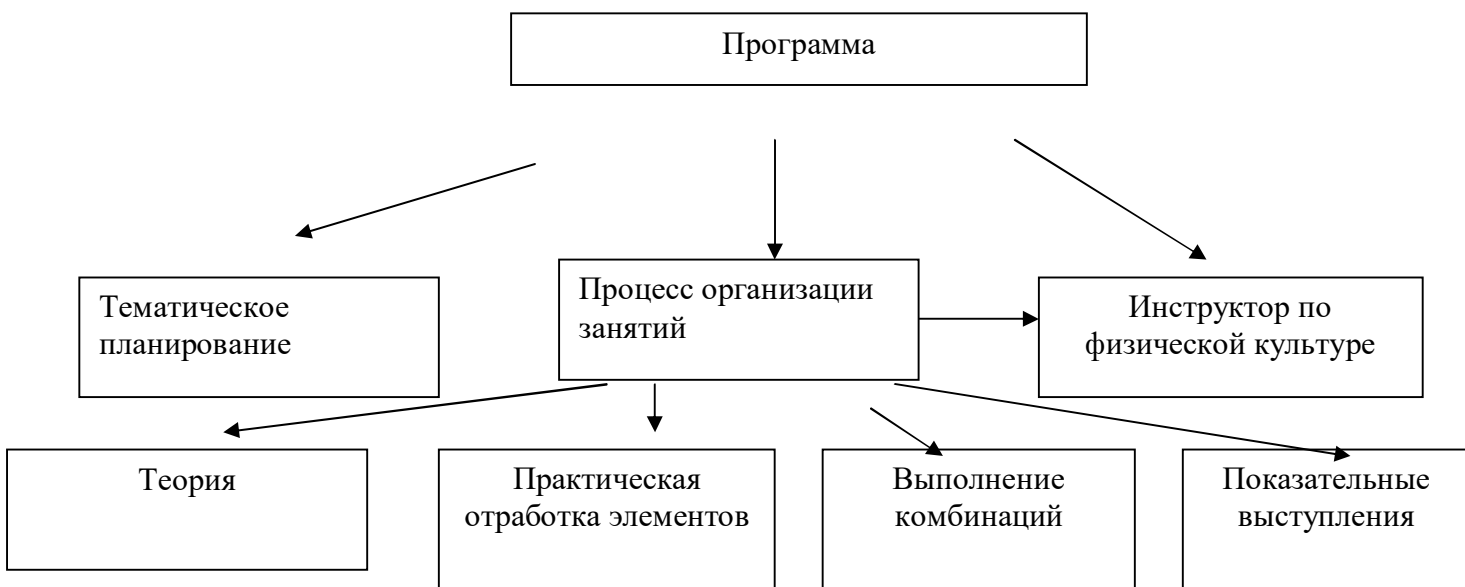 Программа
Тематическое
планирование
Процесс организации
занятий
Инструктор по
физической культуре
Теория
Практическая
отработка элементов
Выполнение
комбинаций
Показательные
выступления